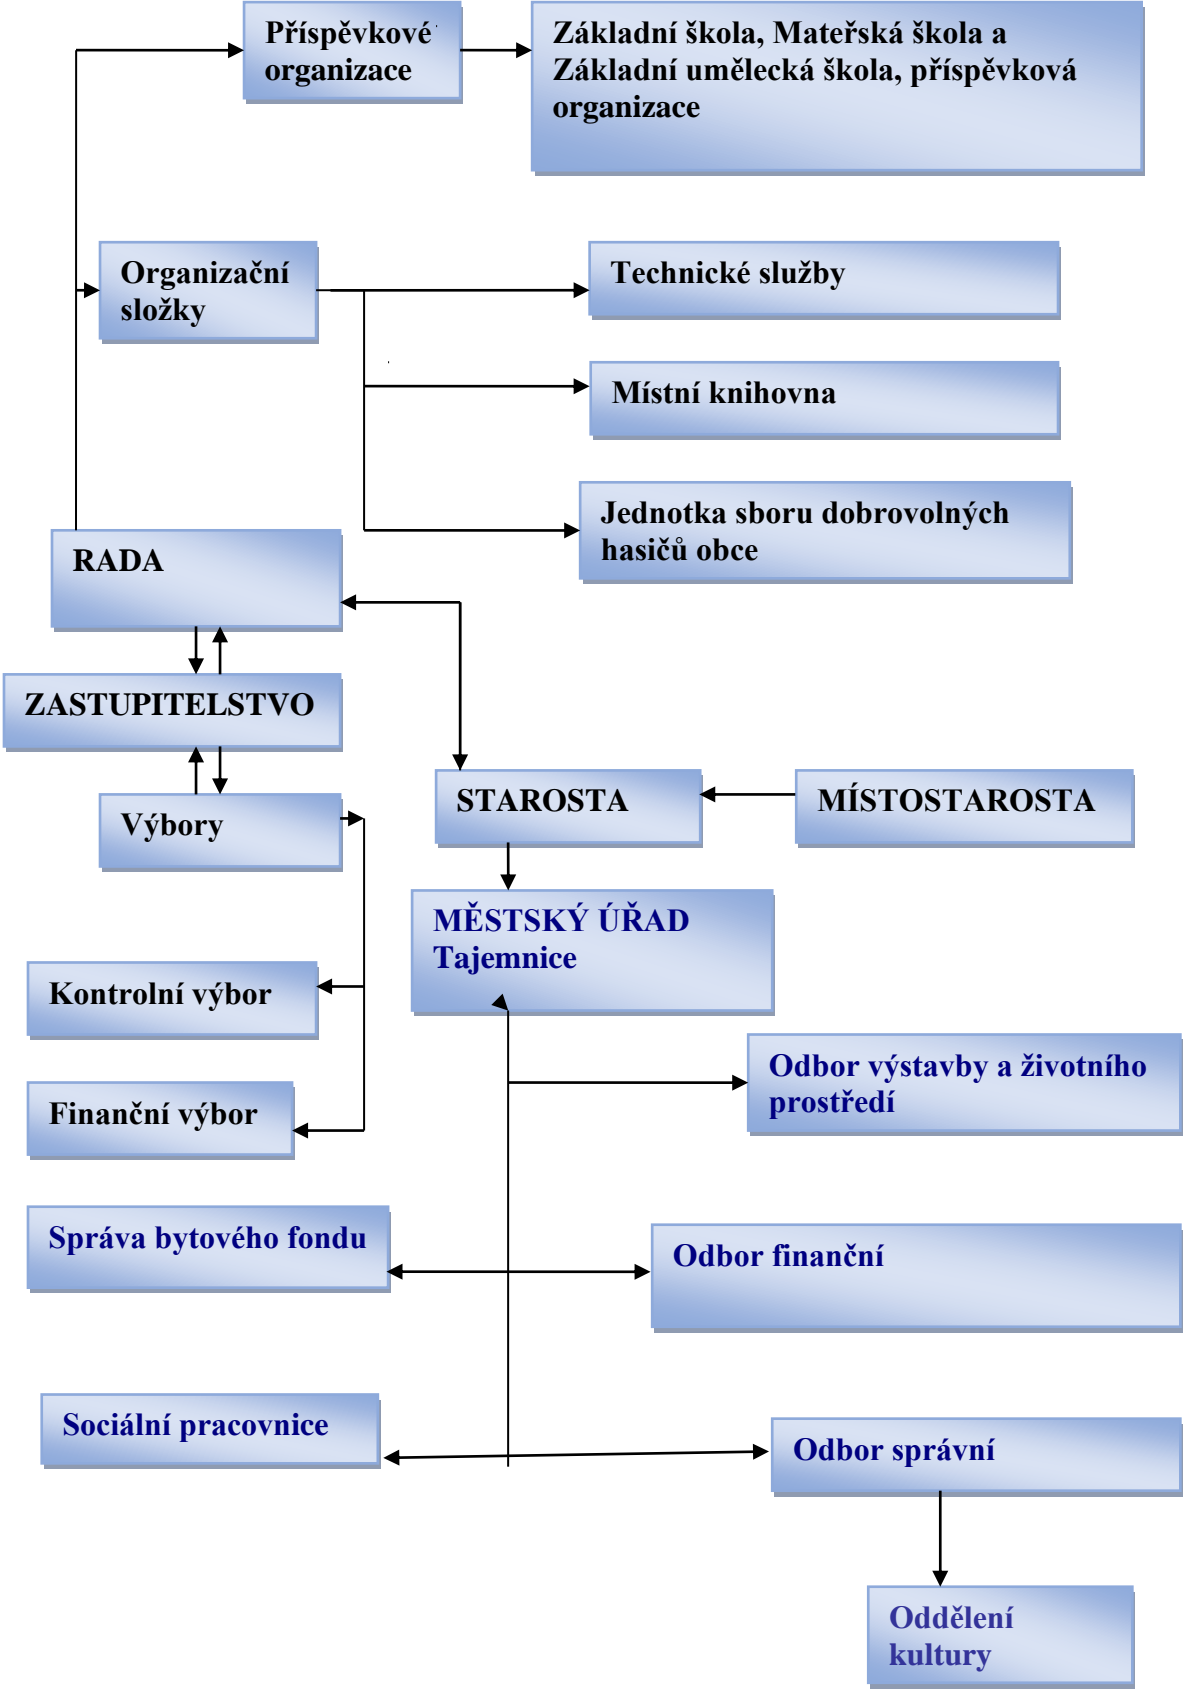 Příspěvkové
organizace
Základní škola, Mateřská škola a
Základní umělecká škola, příspěvková
organizace
Organizační
složky
Technické služby
Místní knihovna
Jednotka sboru dobrovolných
hasičů obce
RADA
ZASTUPITELSTVO
Výbory
STAROSTA
MÍSTOSTAROSTA
MĚSTSKÝ ÚŘAD
Tajemnice
Kontrolní výbor
Finanční výbor
Odbor výstavby a životního
prostředí
Správa bytového fondu
Odbor finanční
Sociální pracovnice
Odbor správní
Oddělení
kultury